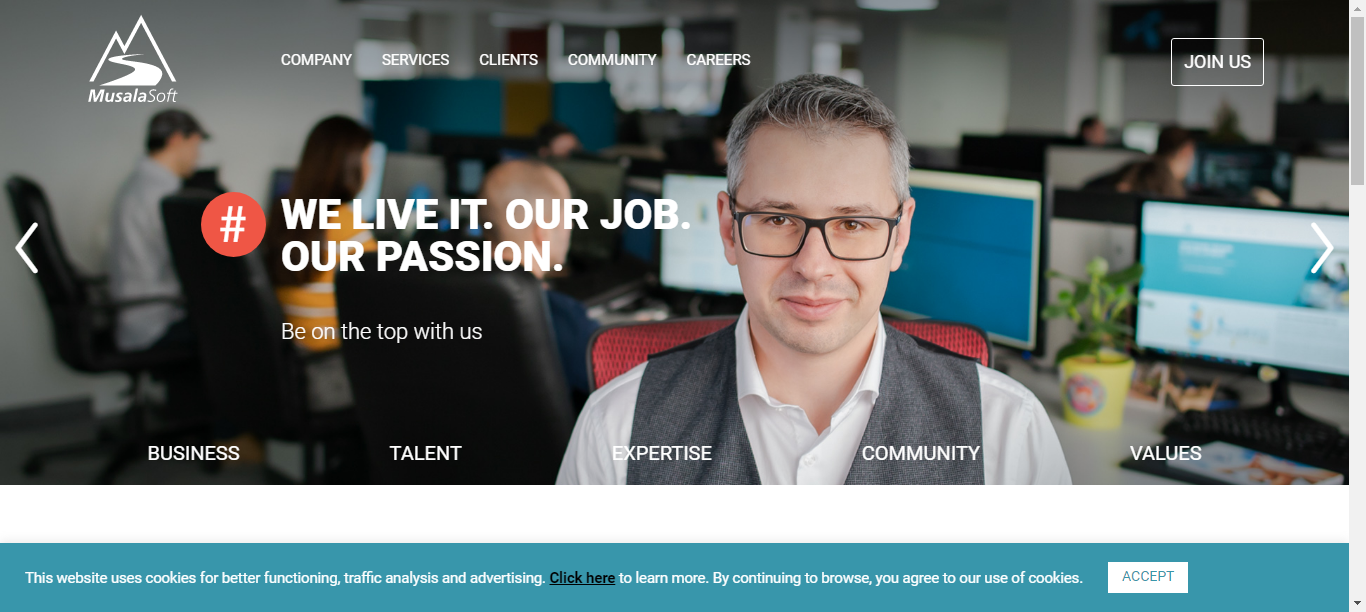 MusalaSoft
COMPANY SERVICES CLIENTS COMMUNITY CAREERS
JOIN US
# WE LIVE IT. OUR JOB.
OUR PASSION.
Be on the top with us
BUSINESS TALENT EXPERTISE COMMUNITY VALUES
This website uses cookies for better functioning, traffic analysis and advertising. Click here to learn more. By continuing to browse, you agree to our use of cookies.
ACCEPT